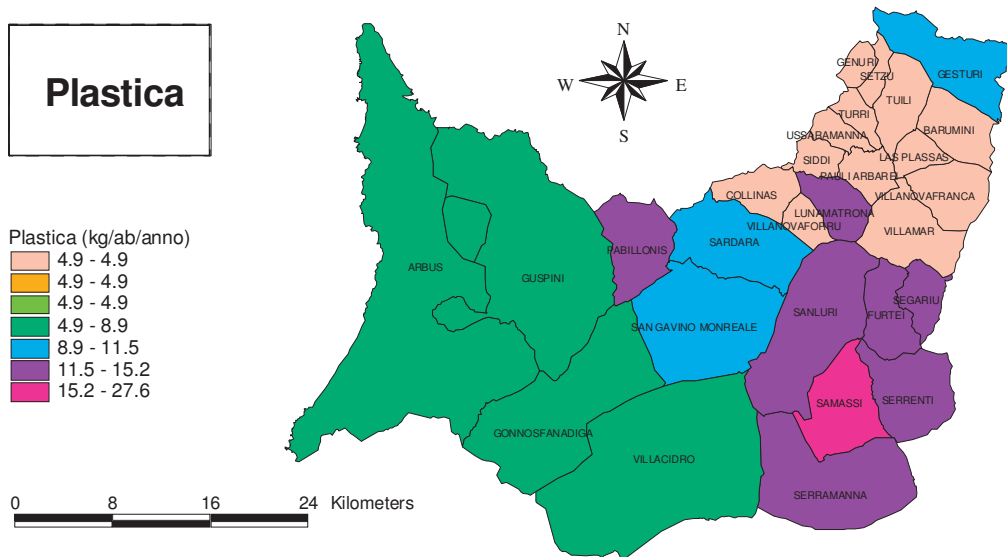 Plastica
N
W E
S
Plastica (kg/ab/anno)
4.9 - 4.9
4.9 - 4.9
4.9 - 4.9
4.9 - 8.9
8.9 - 11.5
11.5 - 15.2
15.2 - 27.6
0 8 16 24 Kilometers
GENURI
SETZU
GESTURI
TUILI
TURRI
USSARAMANNA
BARUMINI
SIDDI
LAS PLASSAS
PAULI ARBAREI
COLLINAS
VILLANOVAFRANCA
LUNAMATRONA
VILLANOVAFORRU
VILLAMAR
PABILLONIS
SARDARA
ARBUS
GUSPINI
SEGARIU
SANLURI
FURTEI
SAN GAVINO MONREALE
SAMASSI
SERRENTI
GONNOSFANADIGA
VILLACIDRO
SERRAMANNA